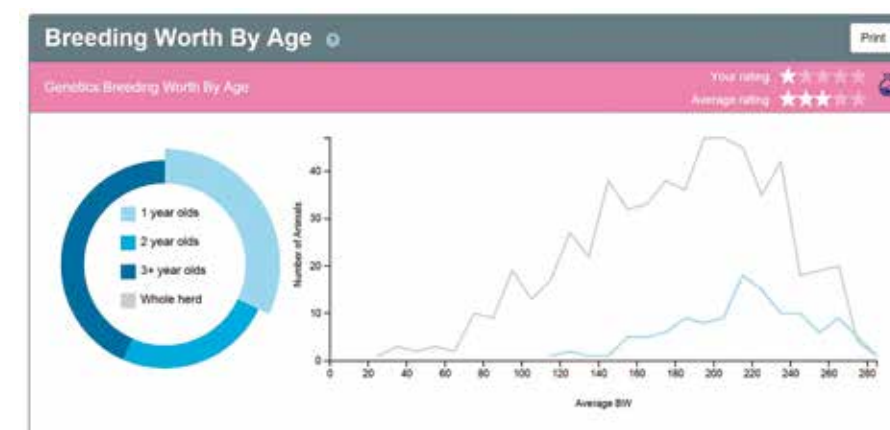 Breeding Worth By Age
Print
Genetics Breeding Worth By Age
Your rating
Average rating
1 year olds
2 year olds
3+ year olds
Whole herd
Number of Animals
40
30
20
10
0
0 20 40 60 80 100 120 140 160 180 200 220 240 260 280
Average BW